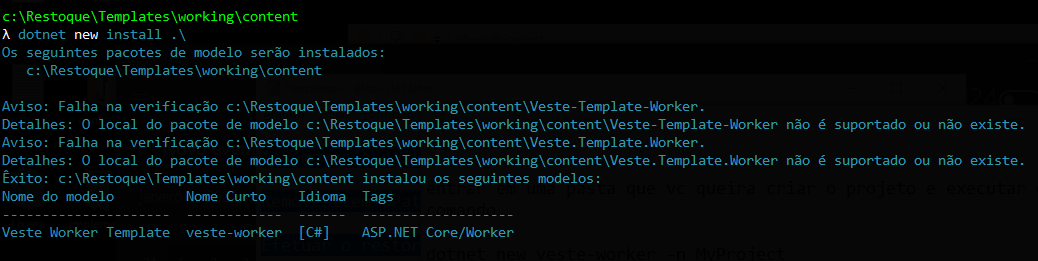 c:\Restoque\Templates\working\content
λ dotnet new install .\
Os seguintes pacotes de modelo serão instalados:
   c:\Restoque\Templates\working\content

Aviso: Falha na verificação c:\Restoque\Templates\working\content\Veste-Template-Worker.
Detalhes: O local do pacote de modelo c:\Restoque\Templates\working\content\Veste-Template-Worker não é suportado ou não existe.
Aviso: Falha na verificação c:\Restoque\Templates\working\content\Veste.Template.Worker.
Detalhes: O local do pacote de modelo c:\Restoque\Templates\working\content\Veste.Template.Worker não é suportado ou não existe.
Êxito: c:\Restoque\Templates\working\content instalou os seguintes modelos:
Nome do modelo         Nome Curto    Idioma  Tags
---------------------  ------------  ------  -------------------
Veste Worker Template  veste-worker  [C#]    ASP.NET Core/Worker
que vc queira criar o projeto e executar
dotnet new veste-worker -n MyProject